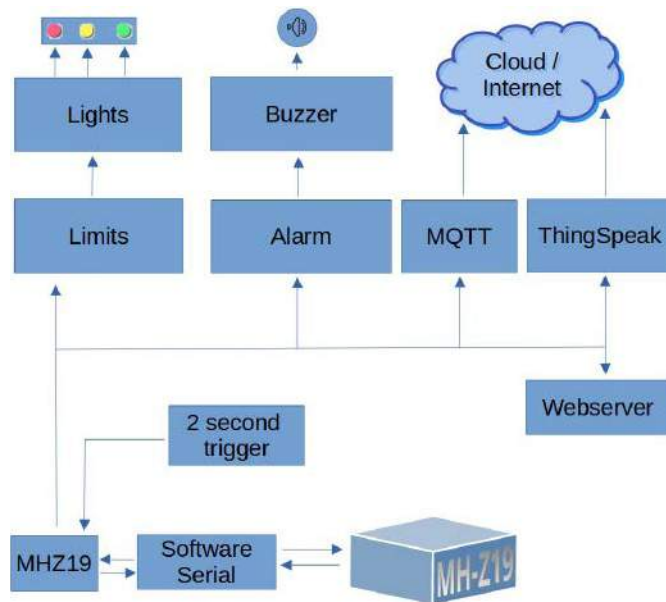 Cloud /
Internet
Lights
Buzzer
Limits
Alarm
MQTT
ThingSpeak
Webserver
2 second
trigger
MHZ19
Software
Serial
MH-Z19